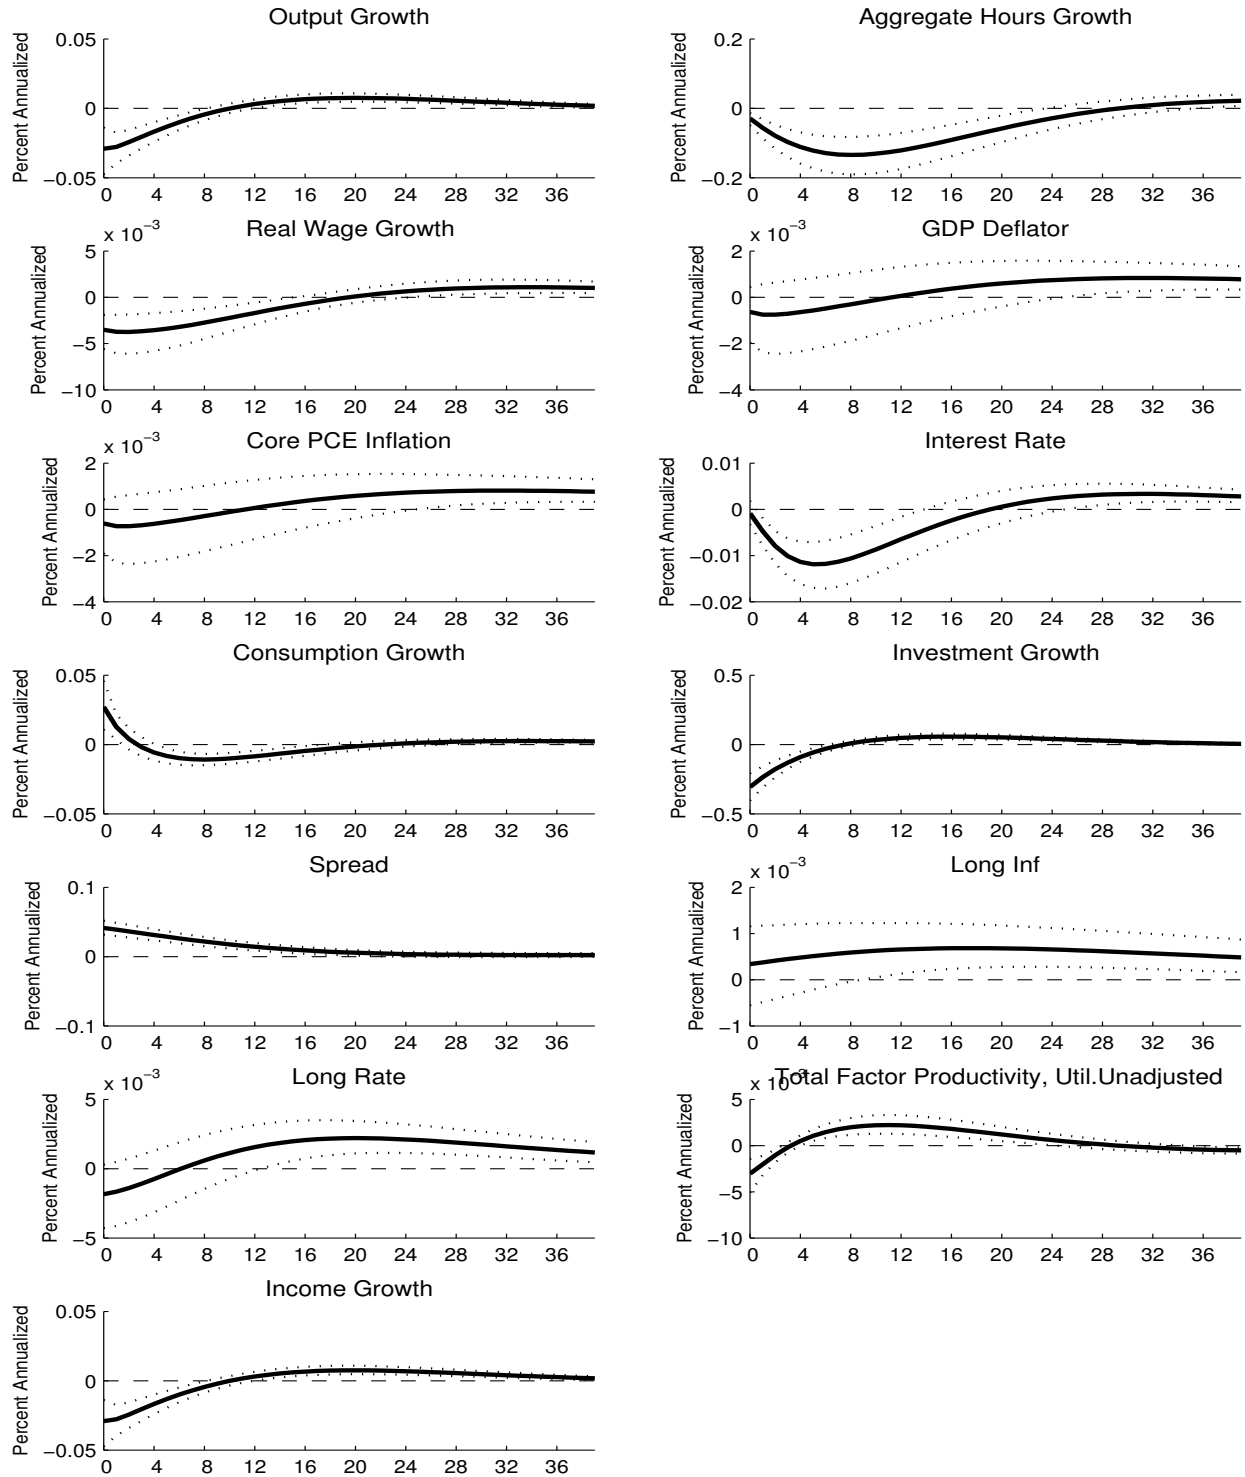 Output Growth
Percent Annualized
0.05
0
−0.05
0 4 8 12 16 20 24 28 32 36
Aggregate Hours Growth
Percent Annualized
0.2
0
−0.2
0 4 8 12 16 20 24 28 32 36
Real Wage Growth
x 10−3
Percent Annualized
5
0
−5
−10
0 4 8 12 16 20 24 28 32 36
GDP Deflator
x 10−3
Percent Annualized
2
0
−2
−4
0 4 8 12 16 20 24 28 32 36
Core PCE Inflation
x 10−3
Percent Annualized
2
0
−2
−4
0 4 8 12 16 20 24 28 32 36
Interest Rate
Percent Annualized
0.01
0
−0.01
−0.02
0 4 8 12 16 20 24 28 32 36
Consumption Growth
Percent Annualized
0.05
0
−0.05
0 4 8 12 16 20 24 28 32 36
Investment Growth
Percent Annualized
0.5
0
−0.5
0 4 8 12 16 20 24 28 32 36
Spread
Percent Annualized
0.1
0
−0.1
0 4 8 12 16 20 24 28 32 36
Long Inf
x 10−3
Percent Annualized
2
1
0
−1
0 4 8 12 16 20 24 28 32 36
Long Rate
x 10−3
Percent Annualized
5
0
−5
0 4 8 12 16 20 24 28 32 36
Total Factor Productivity, Util.Unadjusted
x 10−3
Percent Annualized
5
0
−5
−10
0 4 8 12 16 20 24 28 32 36
Income Growth
Percent Annualized
0.05
0
−0.05
0 4 8 12 16 20 24 28 32 36